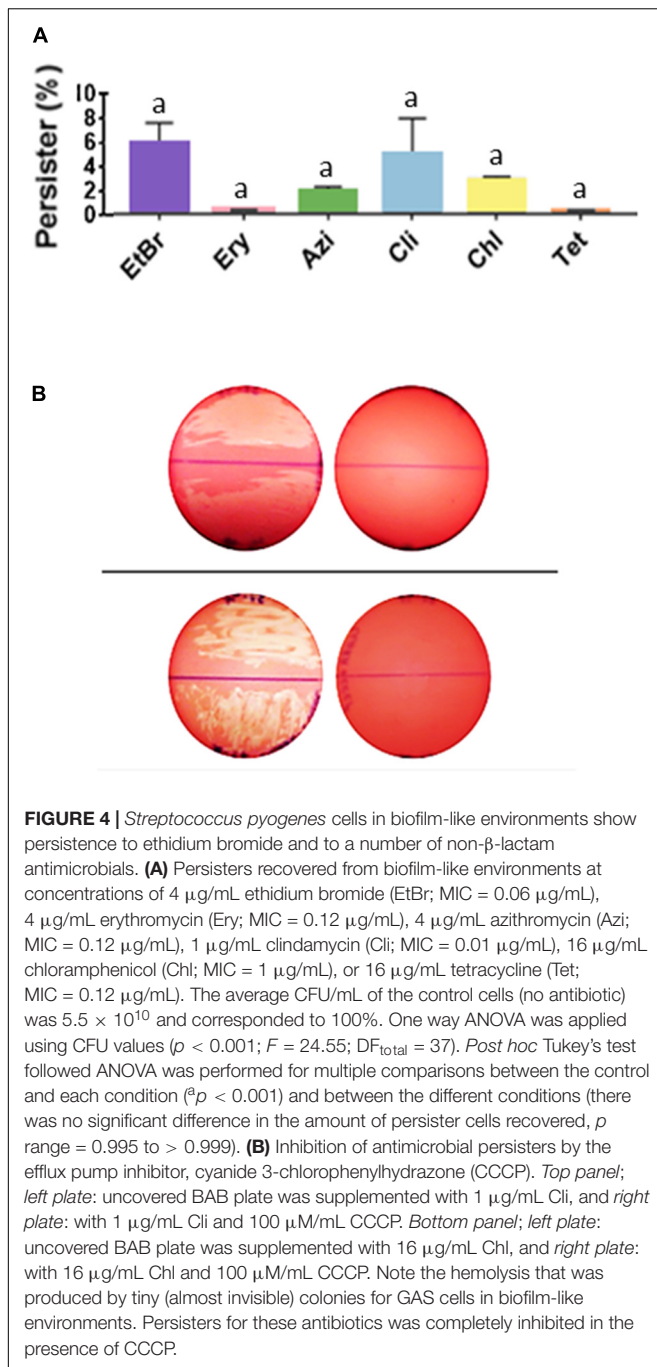 A
Persister (%)
10
8
6
4
2
0
a
a
a
a
a
a
EtBr
Ery
Azi
Cli
Chl
Tet
B
FIGURE 4 | Streptococcus pyogenes cells in biofilm-like environments show
persistence to ethidium bromide and to a number of non-β-lactam
antimicrobials. (A) Persisters recovered from biofilm-like environments at
concentrations of 4 μg/mL ethidium bromide (EtBr; MIC = 0.06 μg/mL),
4 μg/mL erythromycin (Ery; MIC = 0.12 μg/mL), 4 μg/mL azithromycin (Azi;
MIC = 0.12 μg/mL), 1 μg/mL clindamycin (Cli; MIC = 0.01 μg/mL), 16 μg/mL
chloramphenicol (Chl; MIC = 1 μg/mL), or 16 μg/mL tetracycline (Tet;
MIC = 0.12 μg/mL). The average CFU/mL of the control cells (no antibiotic)
was 5.5 × 10¹⁰ and corresponded to 100%. One way ANOVA was applied
using CFU values (p < 0.001; F = 24.55; DFtotal = 37). Post hoc Tukey's test
followed ANOVA was performed for multiple comparisons between the control
and each condition (ᵃp < 0.001) and between the different conditions (there
was no significant difference in the amount of persister cells recovered, p
range = 0.995 to > 0.999). (B) Inhibition of antimicrobial persisters by the
efflux pump inhibitor, cyanide 3-chlorophenylhydrazone (CCCP). Top panel;
left plate: uncovered BAB plate was supplemented with 1 μg/mL Cli, and right
plate: with 1 μg/mL Cli and 100 μM/mL CCCP. Bottom panel; left plate:
uncovered BAB plate was supplemented with 16 μg/mL Chl, and right plate:
with 16 μg/mL Chl and 100 μM/mL CCCP. Note the hemolysis that was
produced by tiny (almost invisible) colonies for GAS cells in biofilm-like
environments. Persisters for these antibiotics was completely inhibited in the
presence of CCCP.